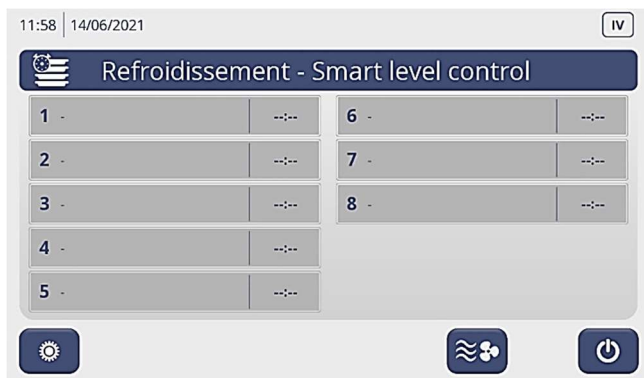 11:58 14/06/2021
IV
Refroidissement - Smart level control
1 - --:--
2 - --:--
3 - --:--
4 - --:--
5 - --:--
6 - --:--
7 - --:--
8 - --:--